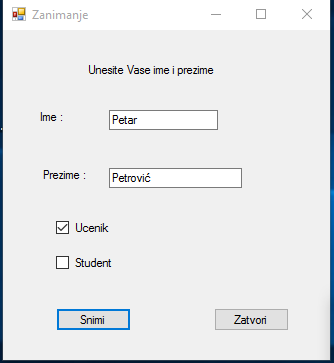 Zanimanje
Unesite Vase ime i prezime
Ime :
Petar
Prezime :
Petrović
Ucenik
Student
Snimi
Zatvori